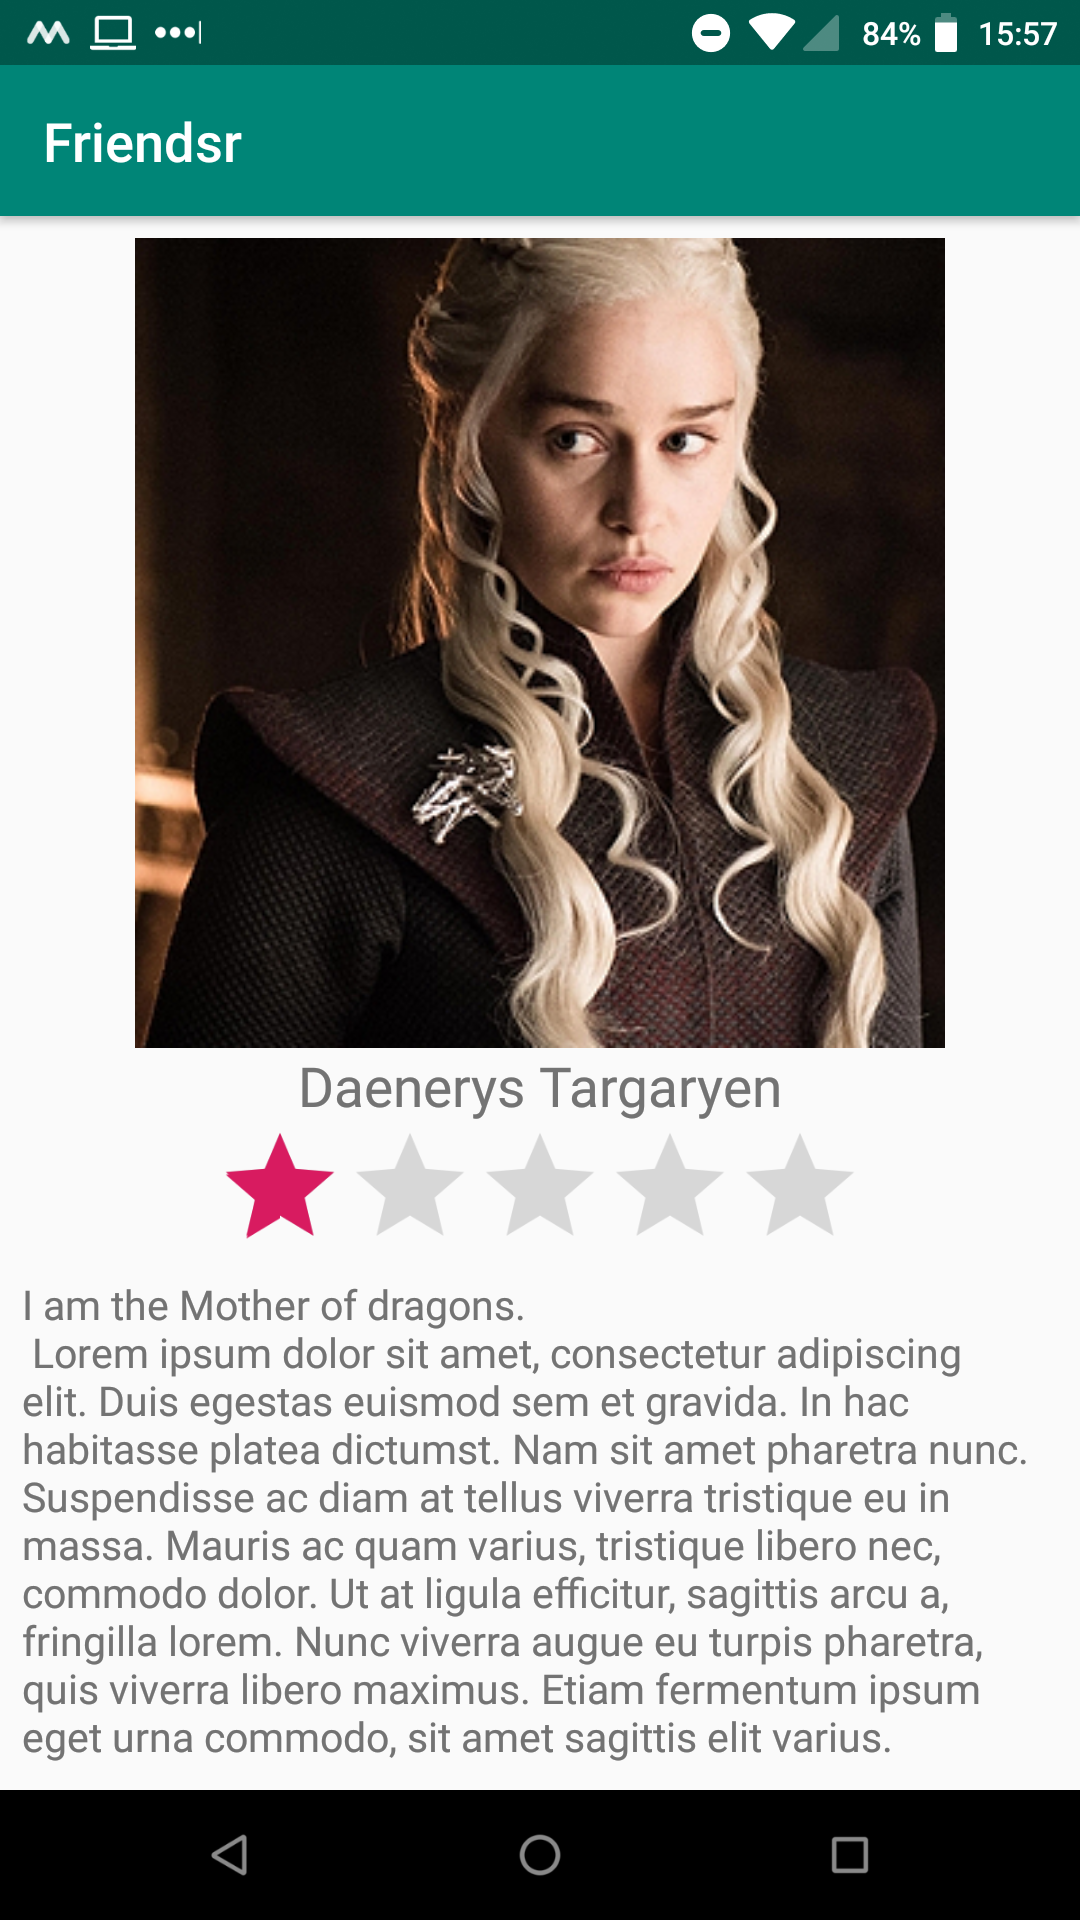 84% 15:57
Friendsr
Daenerys Targaryen
I am the Mother of dragons.
Lorem ipsum dolor sit amet, consectetur adipiscing
elit. Duis egestas euismod sem et gravida. In hac
habitasse platea dictumst. Nam sit amet pharetra nunc.
Suspendisse ac diam at tellus viverra tristique eu in
massa. Mauris ac quam varius, tristique libero nec,
commodo dolor. Ut at ligula efficitur, sagittis arcu a,
fringilla lorem. Nunc viverra augue eu turpis pharetra,
quis viverra libero maximus. Etiam fermentum ipsum
eget urna commodo, sit amet sagittis elit varius.